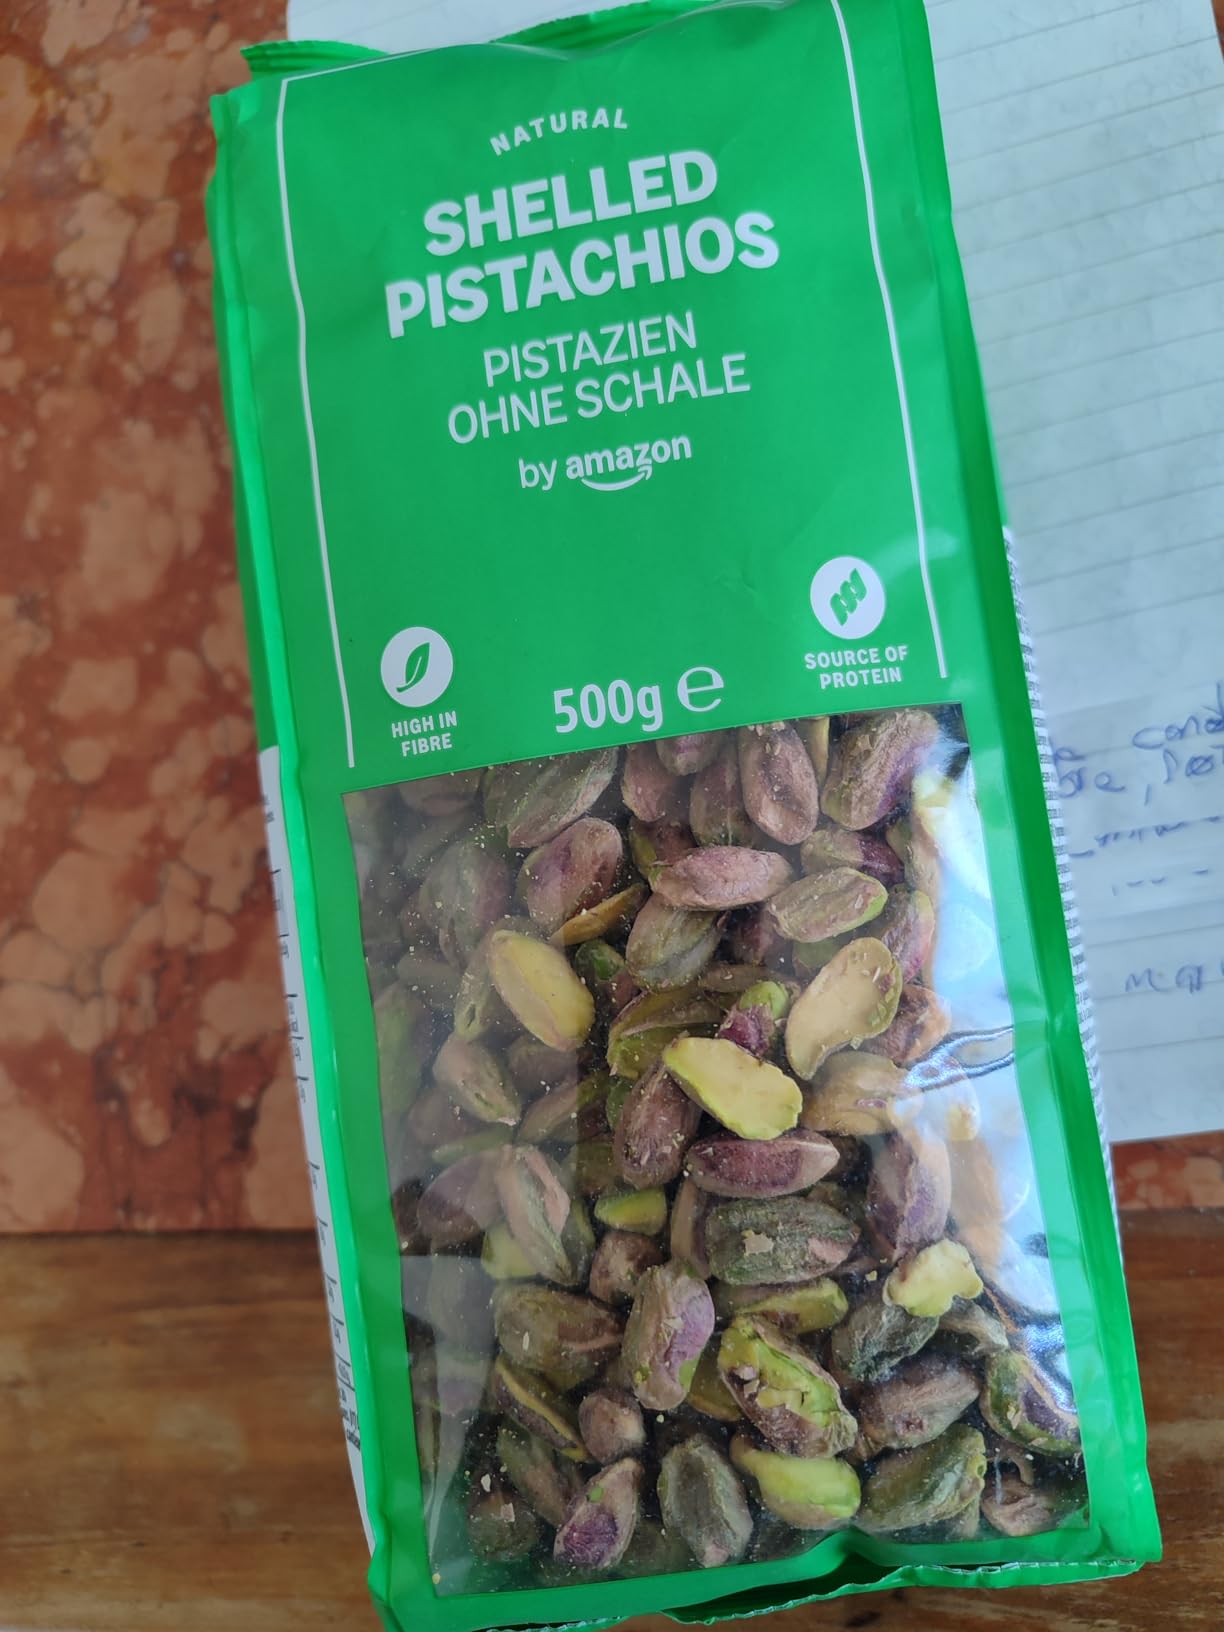 NATURAL
SHELLED
PISTACHIOS
PISTAZIEN
OHNE SCHALE
by amazon
HIGH IN
FIBRE
500g ℮
SOURCE OF
PROTEIN